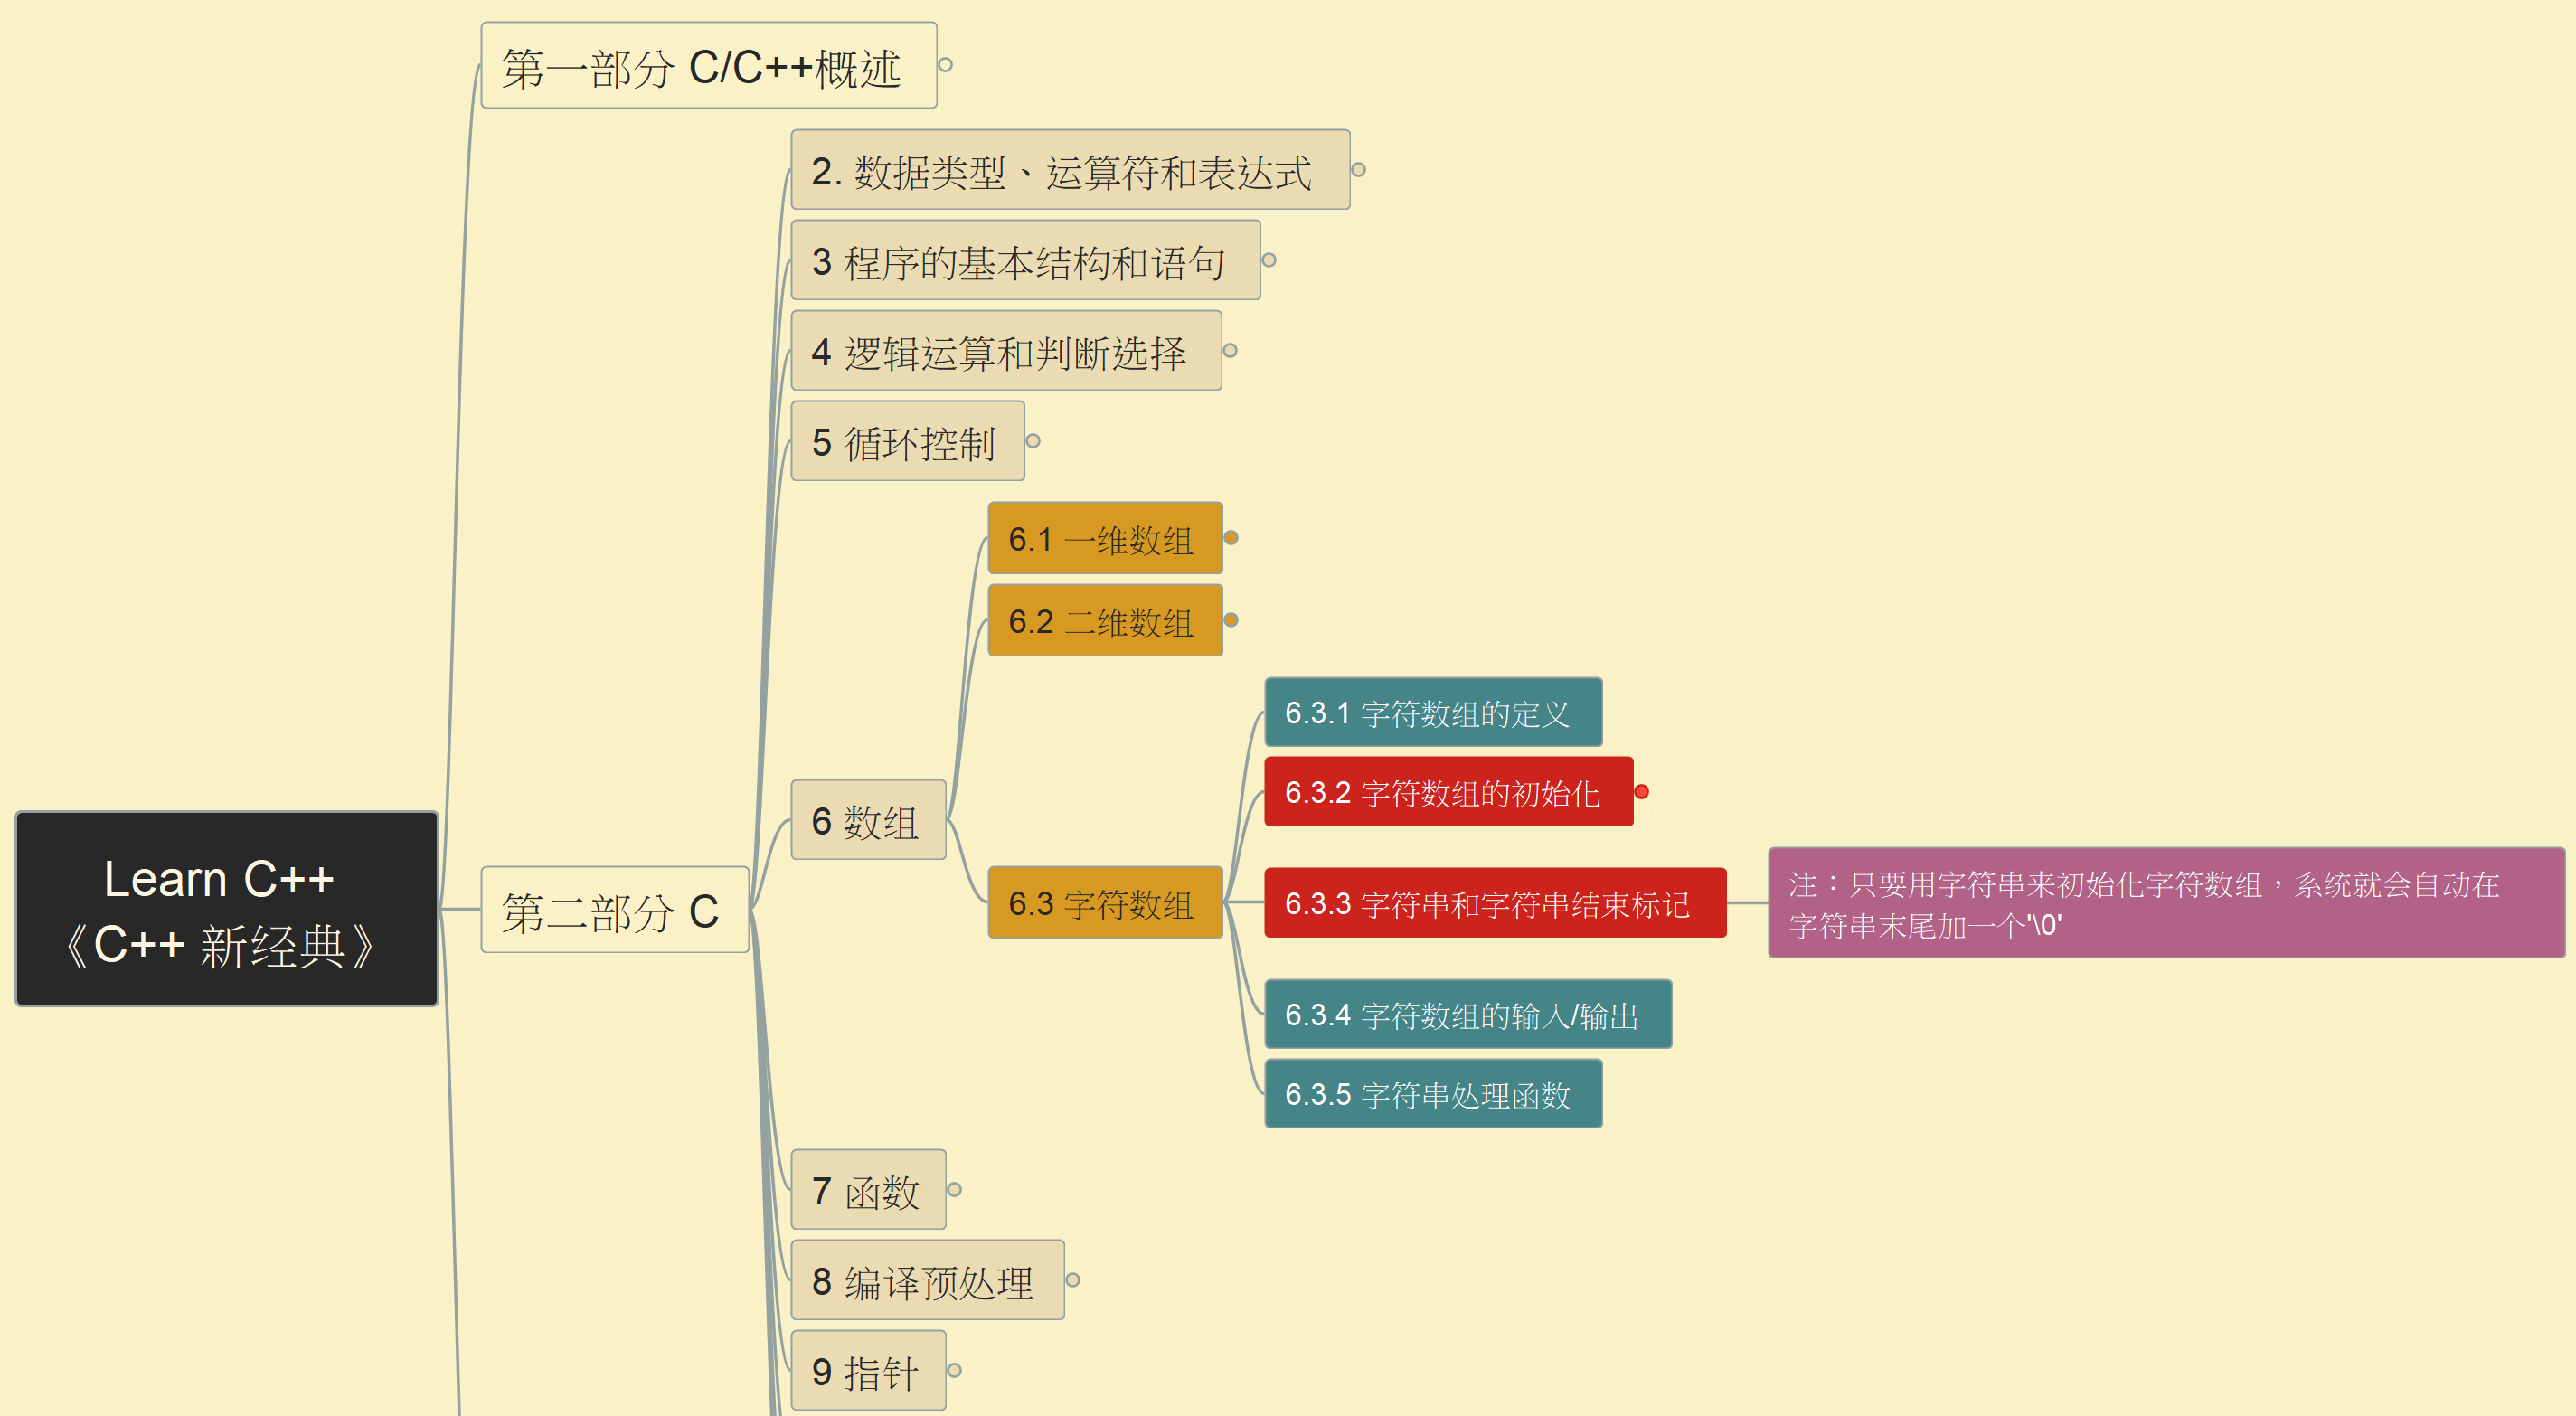 第一部分 C/C++概述
2. 数据类型、运算符和表达式
3 程序的基本结构和语句
4 逻辑运算和判断选择
5 循环控制
6.1 一维数组
6.2 二维数组
6.3.1 字符数组的定义
6.3.2 字符数组的初始化
6 数组
Learn C++
《C++ 新经典》
第二部分 C
6.3 字符数组
6.3.3 字符串和字符串结束标记
注：只要用字符串来初始化字符数组，系统就会自动在
字符串末尾加一个'\0'
6.3.4 字符数组的输入/输出
6.3.5 字符串处理函数
7 函数
8 编译预处理
9 指针